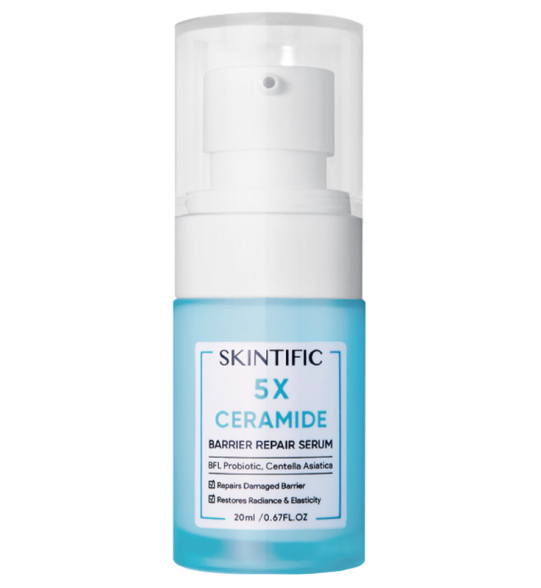 SKINTIFIC
5X
CERAMIDE
BARRIER REPAIR SERUM
BFL Probiotic, Centella Asiatica
☑ Repairs Damaged Barrier
☑ Restores Radiance & Elasticity
20ml /0.67FL.OZ